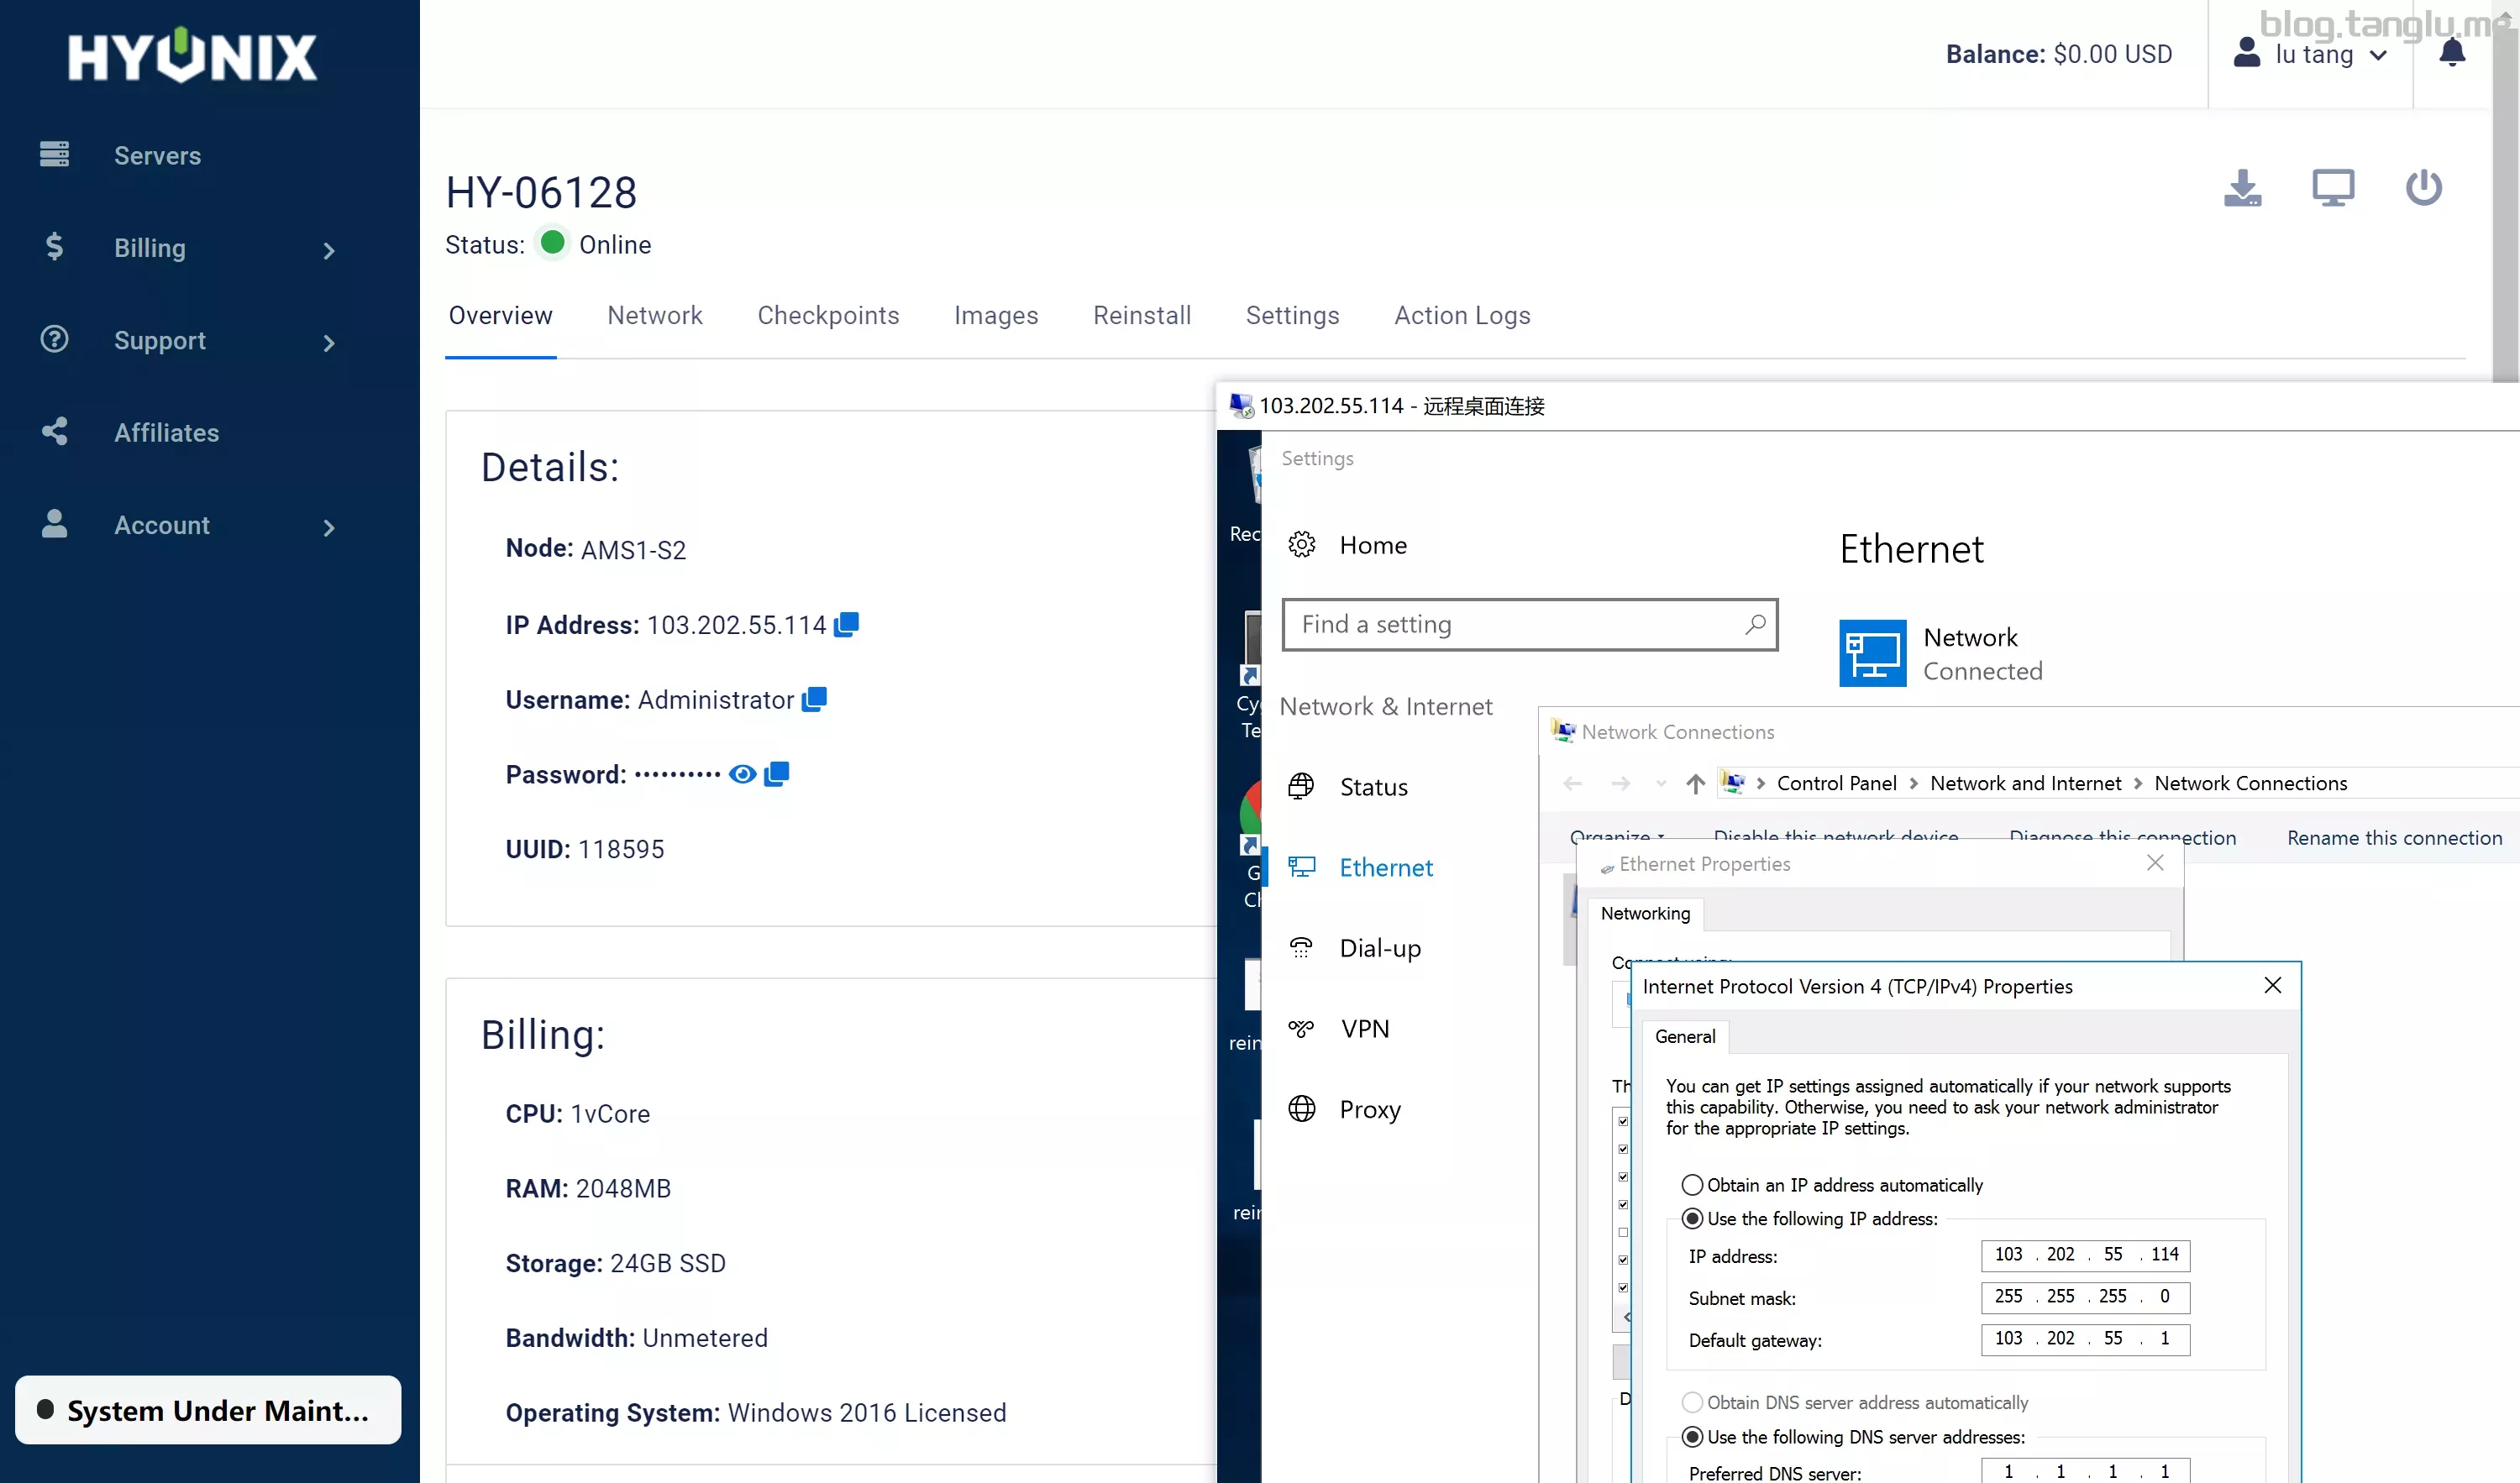 HYUNIX
Servers
Billing
Support
Affiliates
Account
System Under Maint...
blog.tanglu.me
Balance: $0.00 USD
lu tang
HY-06128
Status: Online
Overview
Network
Checkpoints
Images
Reinstall
Settings
Action Logs
Details:
Node: AMS1-S2
IP Address: 103.202.55.114
Username: Administrator
Password: ••••••••••
UUID: 118595
Billing:
CPU: 1vCore
RAM: 2048MB
Storage: 24GB SSD
Bandwidth: Unmetered
Operating System: Windows 2016 Licensed
103.202.55.114 - 远程桌面连接
Rec
Cyg
Te
G
Ch
rein
rein
Settings
Home
Find a setting
Network & Internet
Status
Ethernet
Dial-up
VPN
Proxy
Ethernet
Network
Connected
Network Connections
Control Panel > Network and Internet > Network Connections
Organize Disable this network device Diagnose this connection Rename this connection
Ethernet Properties
Networking
Connect using:
Th
D
Internet Protocol Version 4 (TCP/IPv4) Properties
General
You can get IP settings assigned automatically if your network supports
this capability. Otherwise, you need to ask your network administrator
for the appropriate IP settings.
Obtain an IP address automatically
Use the following IP address:
IP address: 103 . 202 . 55 . 114
Subnet mask: 255 . 255 . 255 . 0
Default gateway: 103 . 202 . 55 . 1
Obtain DNS server address automatically
Use the following DNS server addresses:
Preferred DNS server: 1 . 1 . 1 . 1